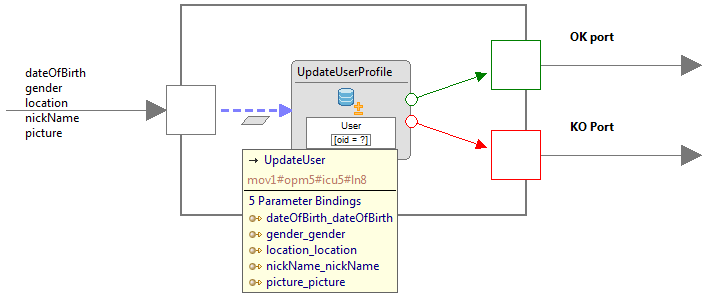 dateOfBirth
gender
location
nickName
picture
UpdateUserProfile
User
[oid = ?]
OK port
KO Port
→ UpdateUser
mov1#opm5#icu5#ln8
5 Parameter Bindings
dateOfBirth_dateOfBirth
gender_gender
location_location
nickName_nickName
picture_picture